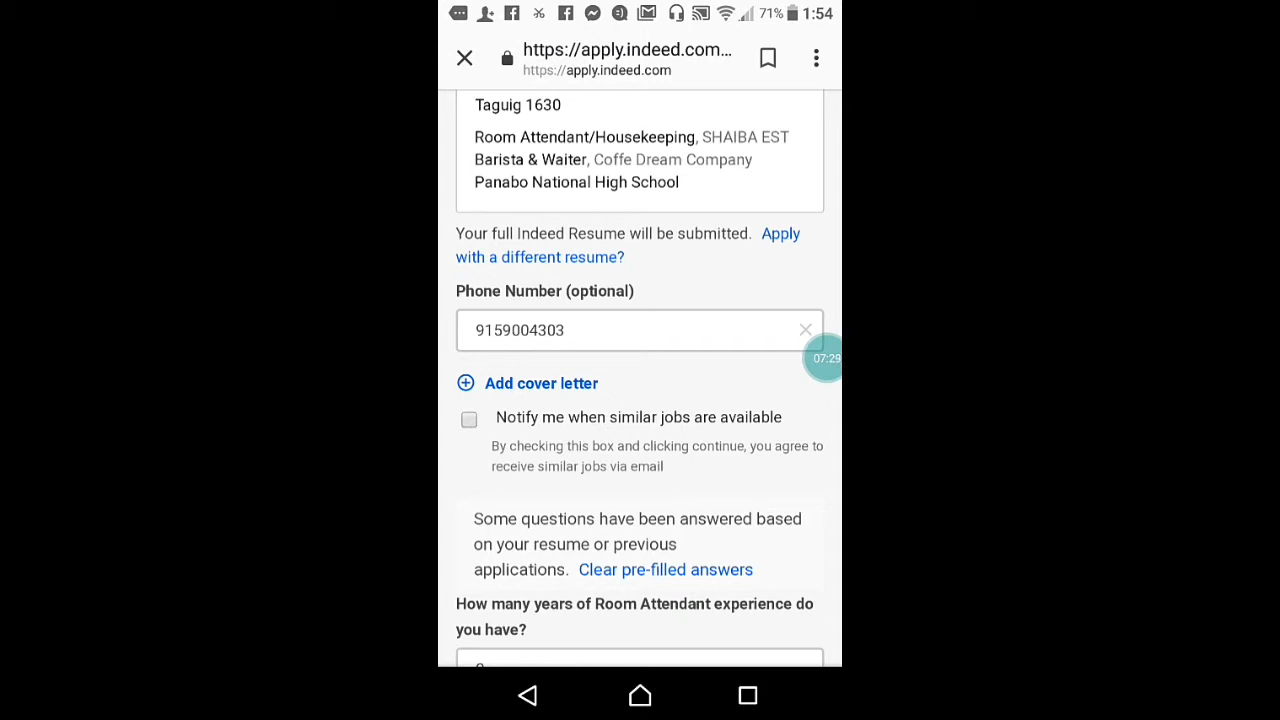 71% 1:54
https://apply.indeed.com...
https://apply.indeed.com
Taguig 1630
Room Attendant/Housekeeping, SHAIBA EST
Barista & Waiter, Coffe Dream Company
Panabo National High School
Your full Indeed Resume will be submitted. Apply
with a different resume?
Phone Number (optional)
9159004303
07:29
Add cover letter
Notify me when similar jobs are available
By checking this box and clicking continue, you agree to
receive similar jobs via email
Some questions have been answered based
on your resume or previous
applications. Clear pre-filled answers
How many years of Room Attendant experience do
you have?